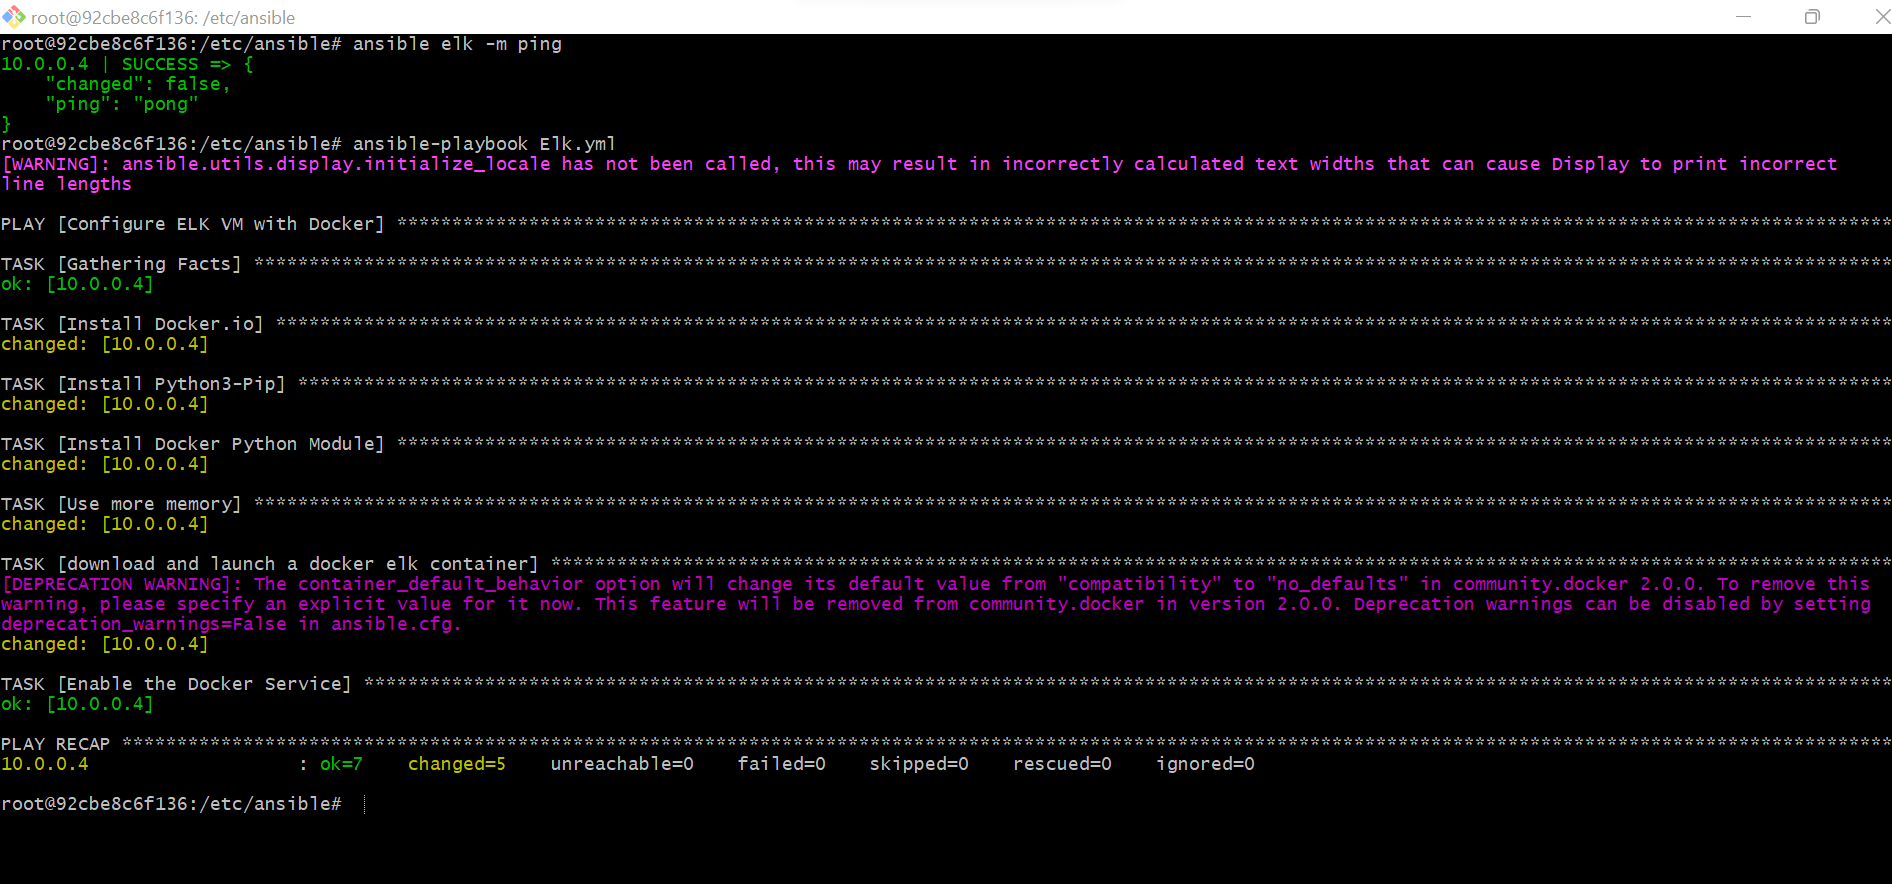 root@92cbe8c6f136: /etc/ansible
root@92cbe8c6f136:/etc/ansible# ansible elk -m ping
10.0.0.4 | SUCCESS => {
    "changed": false,
    "ping": "pong"
}
root@92cbe8c6f136:/etc/ansible# ansible-playbook Elk.yml
[WARNING]: ansible.utils.display.initialize_locale has not been called, this may result in incorrectly calculated text widths that can cause Display to print incorrect
line lengths
PLAY [Configure ELK VM with Docker] ****************************************************************************************************************************************
TASK [Gathering Facts] *****************************************************************************************************************************************************
ok: [10.0.0.4]
TASK [Install Docker.io] ***************************************************************************************************************************************************
changed: [10.0.0.4]
TASK [Install Python3-Pip] *************************************************************************************************************************************************
changed: [10.0.0.4]
TASK [Install Docker Python Module] ****************************************************************************************************************************************
changed: [10.0.0.4]
TASK [Use more memory] *****************************************************************************************************************************************************
changed: [10.0.0.4]
TASK [download and launch a docker elk container] **************************************************************************************************************************
[DEPRECATION WARNING]: The container_default_behavior option will change its default value from "compatibility" to "no_defaults" in community.docker 2.0.0. To remove this
warning, please specify an explicit value for it now. This feature will be removed from community.docker in version 2.0.0. Deprecation warnings can be disabled by setting
deprecation_warnings=False in ansible.cfg.
changed: [10.0.0.4]
TASK [Enable the Docker Service] *******************************************************************************************************************************************
ok: [10.0.0.4]
PLAY RECAP *****************************************************************************************************************************************************************
10.0.0.4                   : ok=7    changed=5    unreachable=0    failed=0    skipped=0    rescued=0    ignored=0
root@92cbe8c6f136:/etc/ansible#